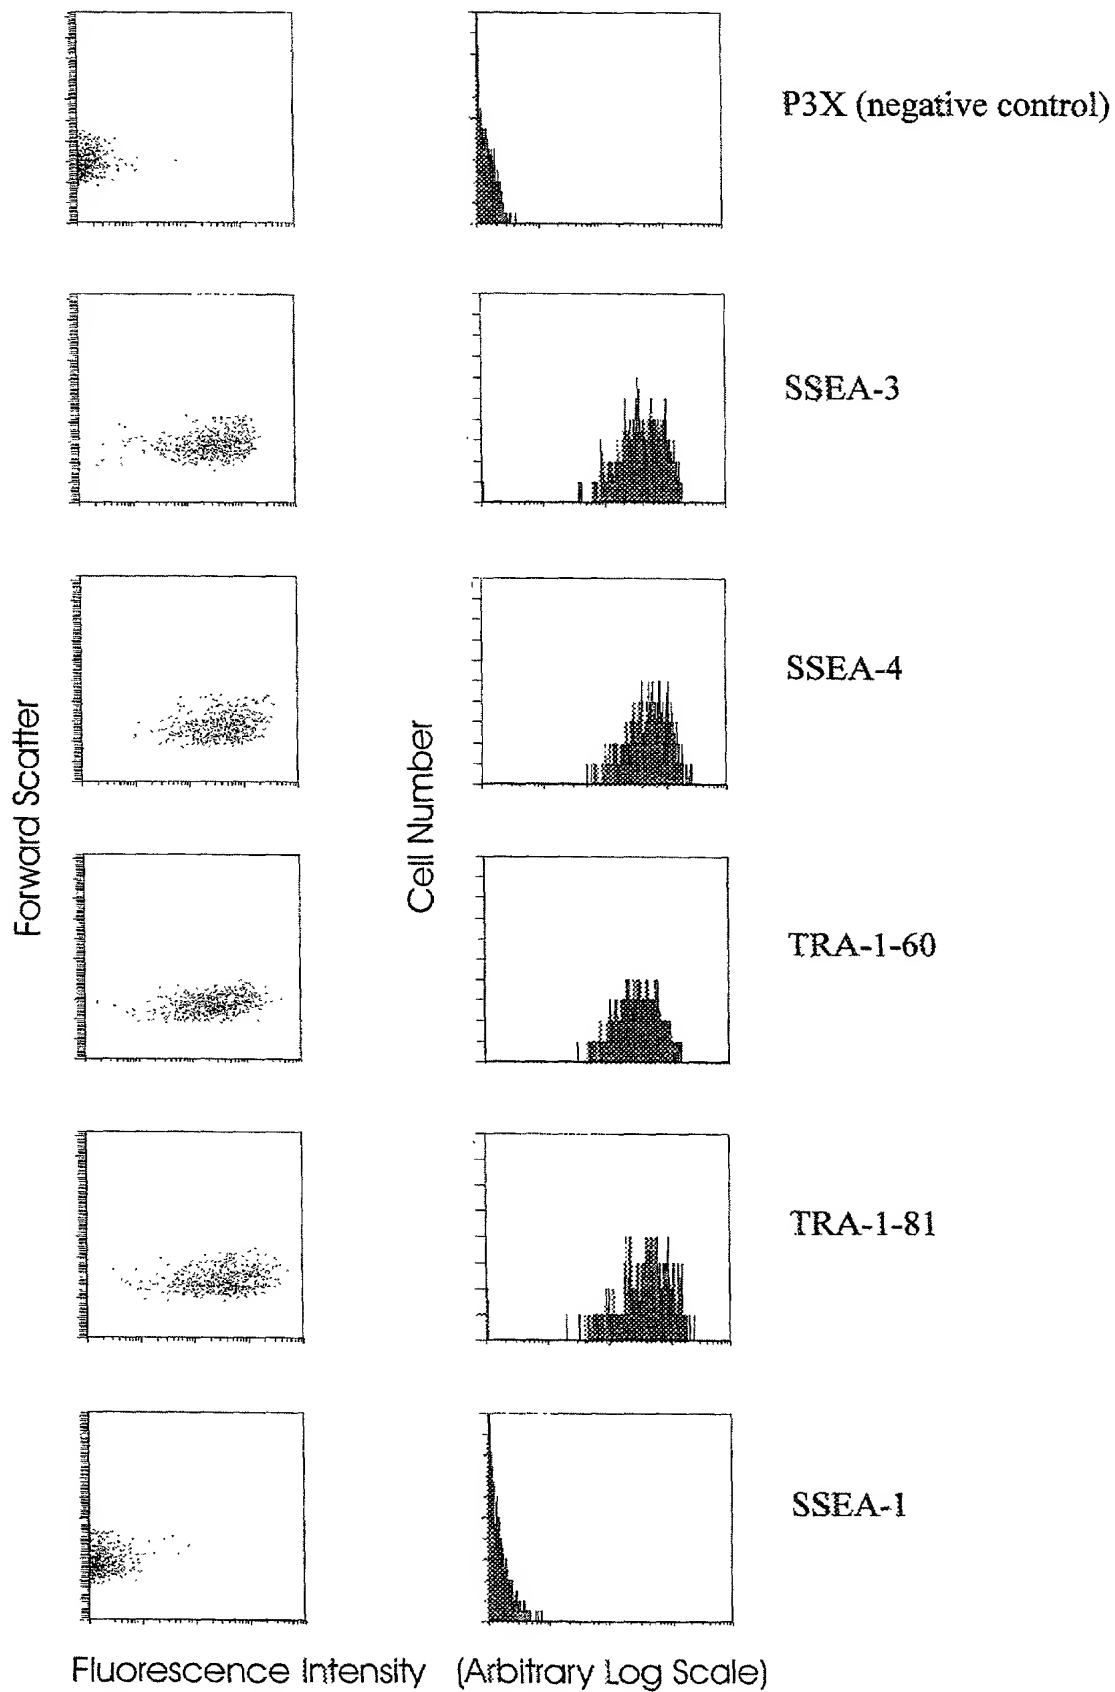 P3X (negative control)
SSEA-3
SSEA-4
Forward Scatter
Cell Number
TRA-1-60
TRA-1-81
SSEA-1
Fluorescence Intensity (Arbitrary Log Scale)